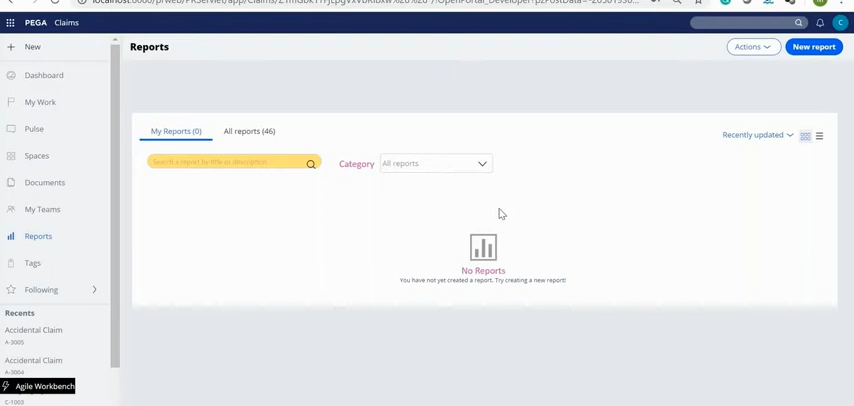 PEGA Claims
C
New
Reports
Actions
New report
Dashboard
My Work
Pulse
Spaces
Documents
My Teams
Reports
Tags
Following
Recents
Accidental Claim
A-3005
Accidental Claim
A-3004
Agile Workbench
C-1003
My Reports (0)
All reports (46)
Recently updated
Search a report by title or description
Category
All reports
No Reports
You have not yet created a report. Try creating a new report!